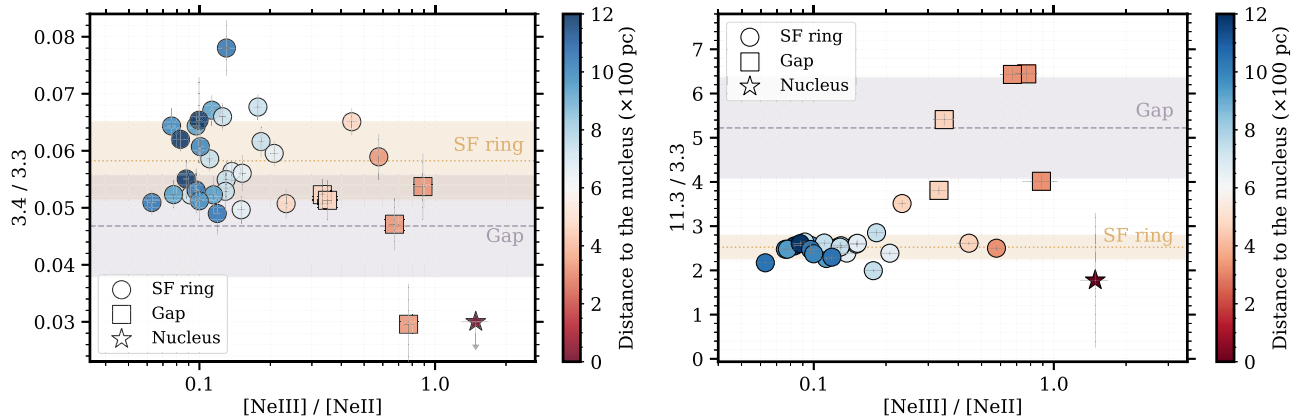 0.08
0.07
0.06
0.05
0.04
0.03
3.4 / 3.3
SF ring
Gap
SF ring
Gap
Nucleus
0.1
1.0
[NeIII] / [NeII]
12
10
8
6
4
2
0
Distance to the nucleus (×100 pc)
7
6
5
4
3
2
1
0
11.3 / 3.3
SF ring
Gap
Nucleus
Gap
SF ring
0.1
1.0
[NeIII] / [NeII]
12
10
8
6
4
2
0
Distance to the nucleus (×100 pc)